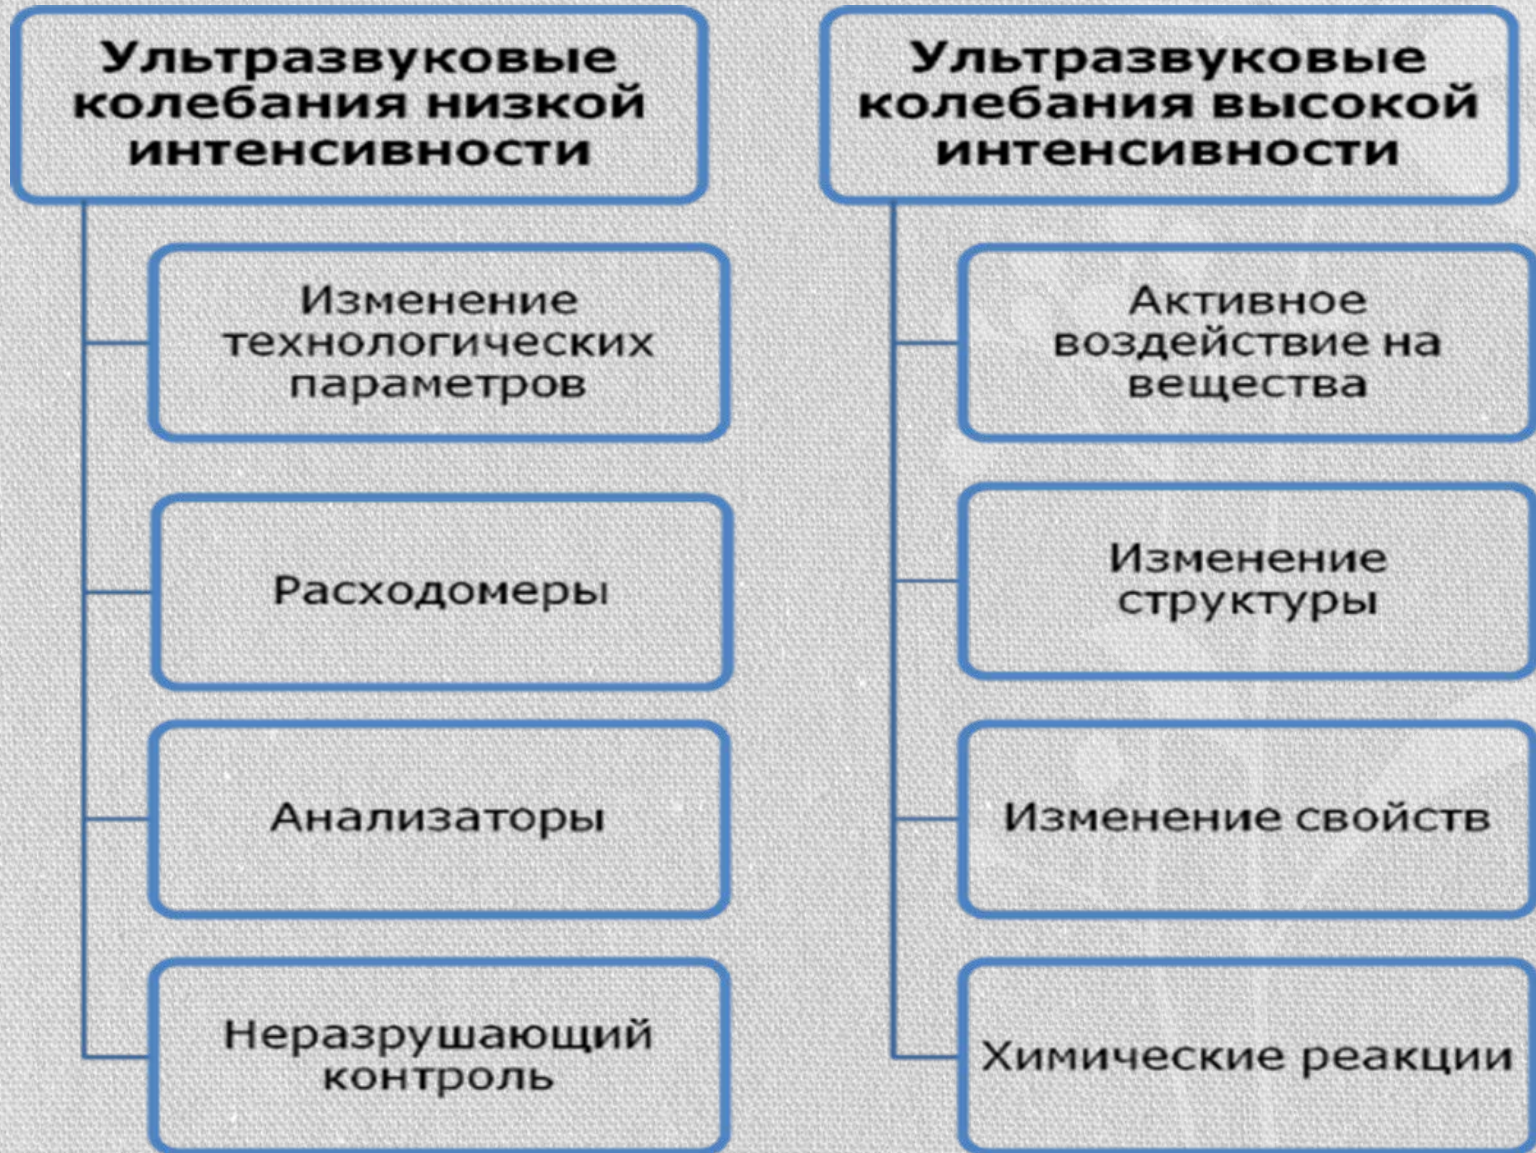 Ультразвуковые
колебания низкой
интенсивности
Изменение
технологических
параметров
Расходомеры
Анализаторы
Неразрушающий
контроль
Ультразвуковые
колебания высокой
интенсивности
Активное
воздействие на
вещества
Изменение
структуры
Изменение свойств
Химические реакции